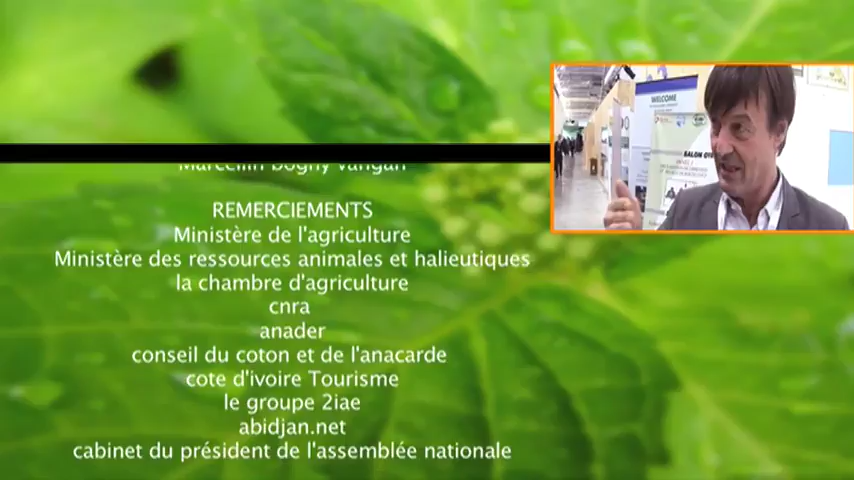 Marcellin bogny vangah
REMERCIEMENTS
Ministère de l'agriculture
Ministère des ressources animales et halieutiques
la chambre d'agriculture
cnra
anader
conseil du coton et de l'anacarde
cote d'ivoire Tourisme
le groupe 2iae
abidjan.net
cabinet du président de l'assemblée nationale
WELCOME
SALON